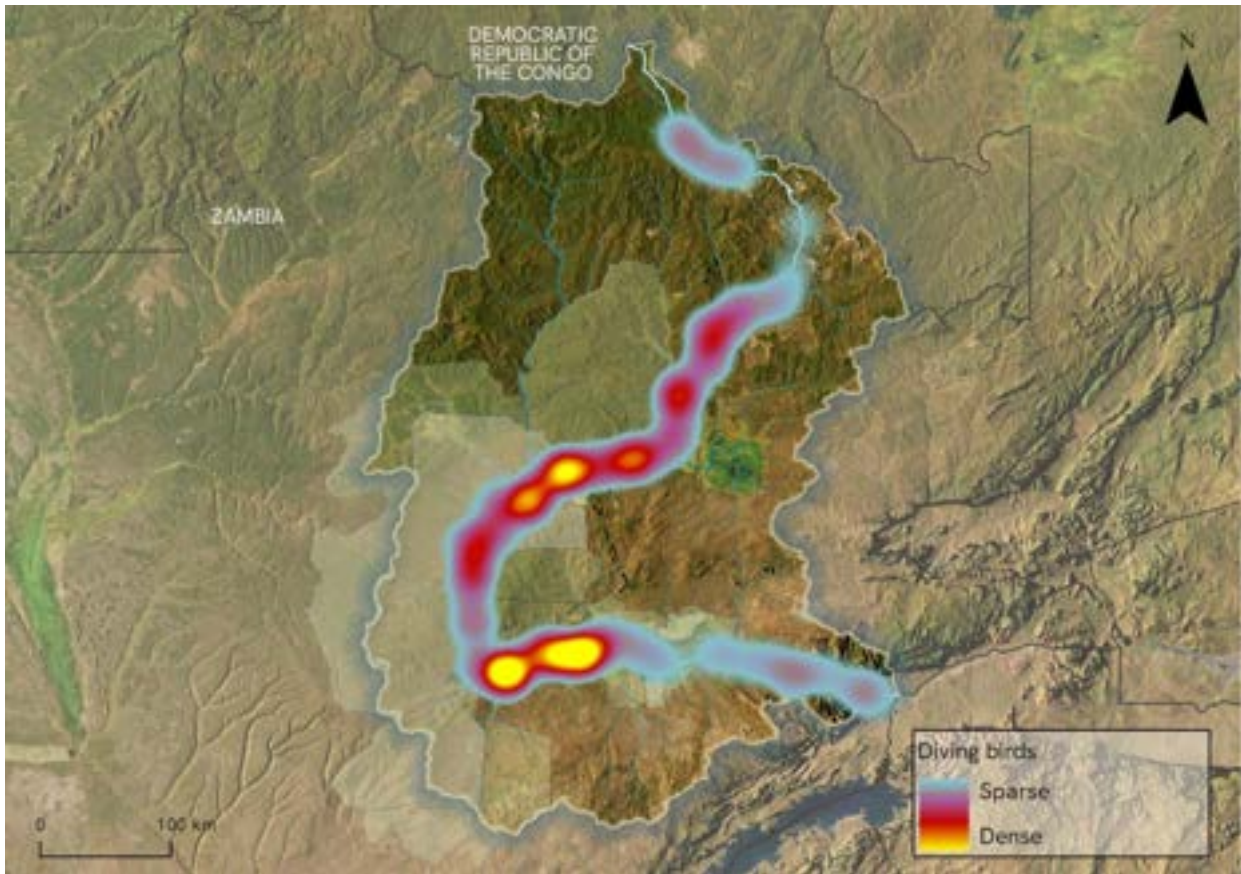 DEMOCRATIC
REPUBLIC OF
THE CONGO
N
ZAMBIA
Diving birds
Sparse
Dense
0 100 km